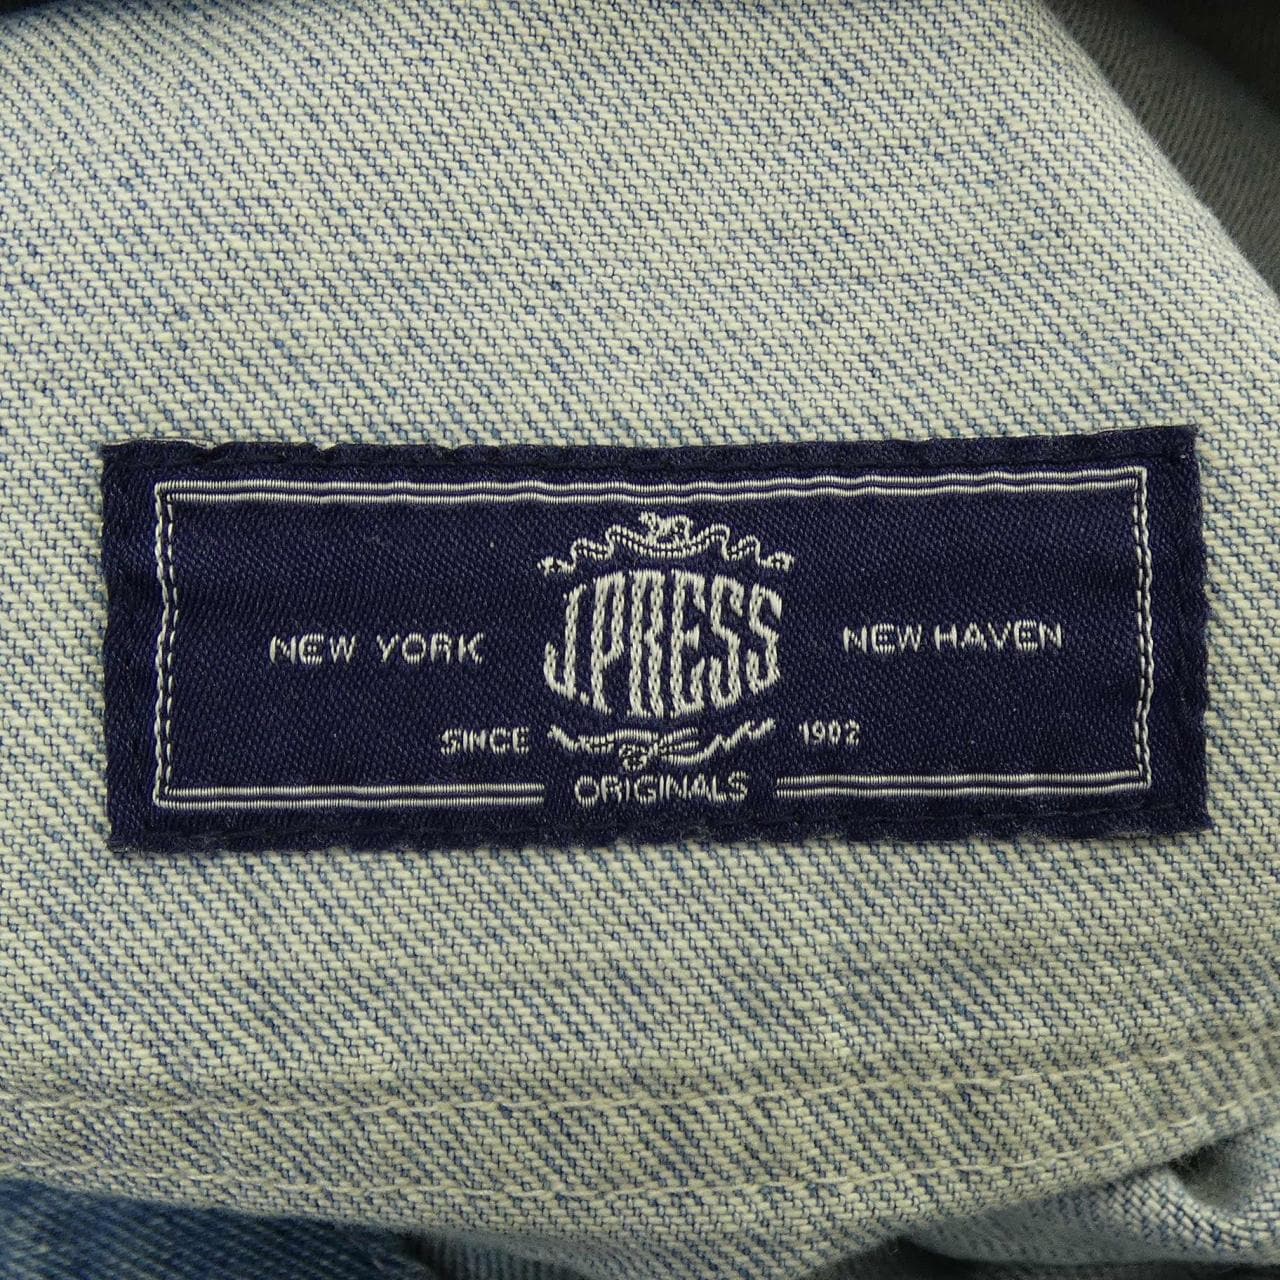 J.PRESS
NEW YORK
NEW HAVEN
SINCE 1902
ORIGINALS